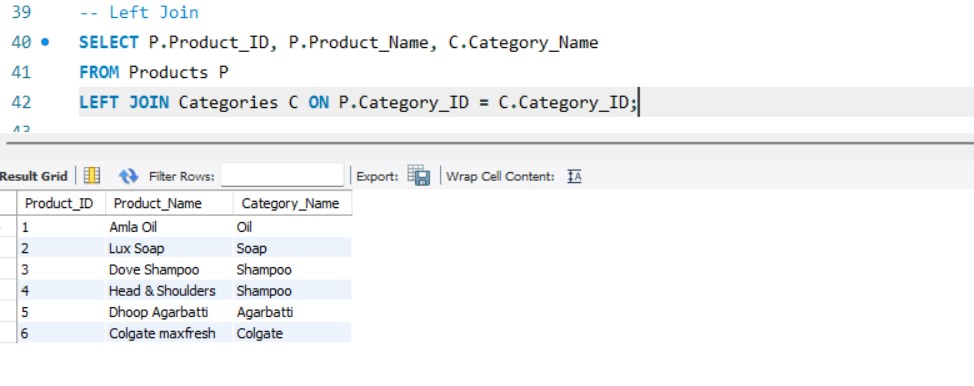 39 -- Left Join
40 SELECT P.Product_ID, P.Product_Name, C.Category_Name
41 FROM Products P
42 LEFT JOIN Categories C ON P.Category_ID = C.Category_ID;
43
Result Grid Filter Rows: Export: Wrap Cell Content:
Product_ID Product_Name Category_Name
1 Amla Oil Oil
2 Lux Soap Soap
3 Dove Shampoo Shampoo
4 Head & Shoulders Shampoo
5 Dhoop Agarbatti Agarbatti
6 Colgate maxfresh Colgate